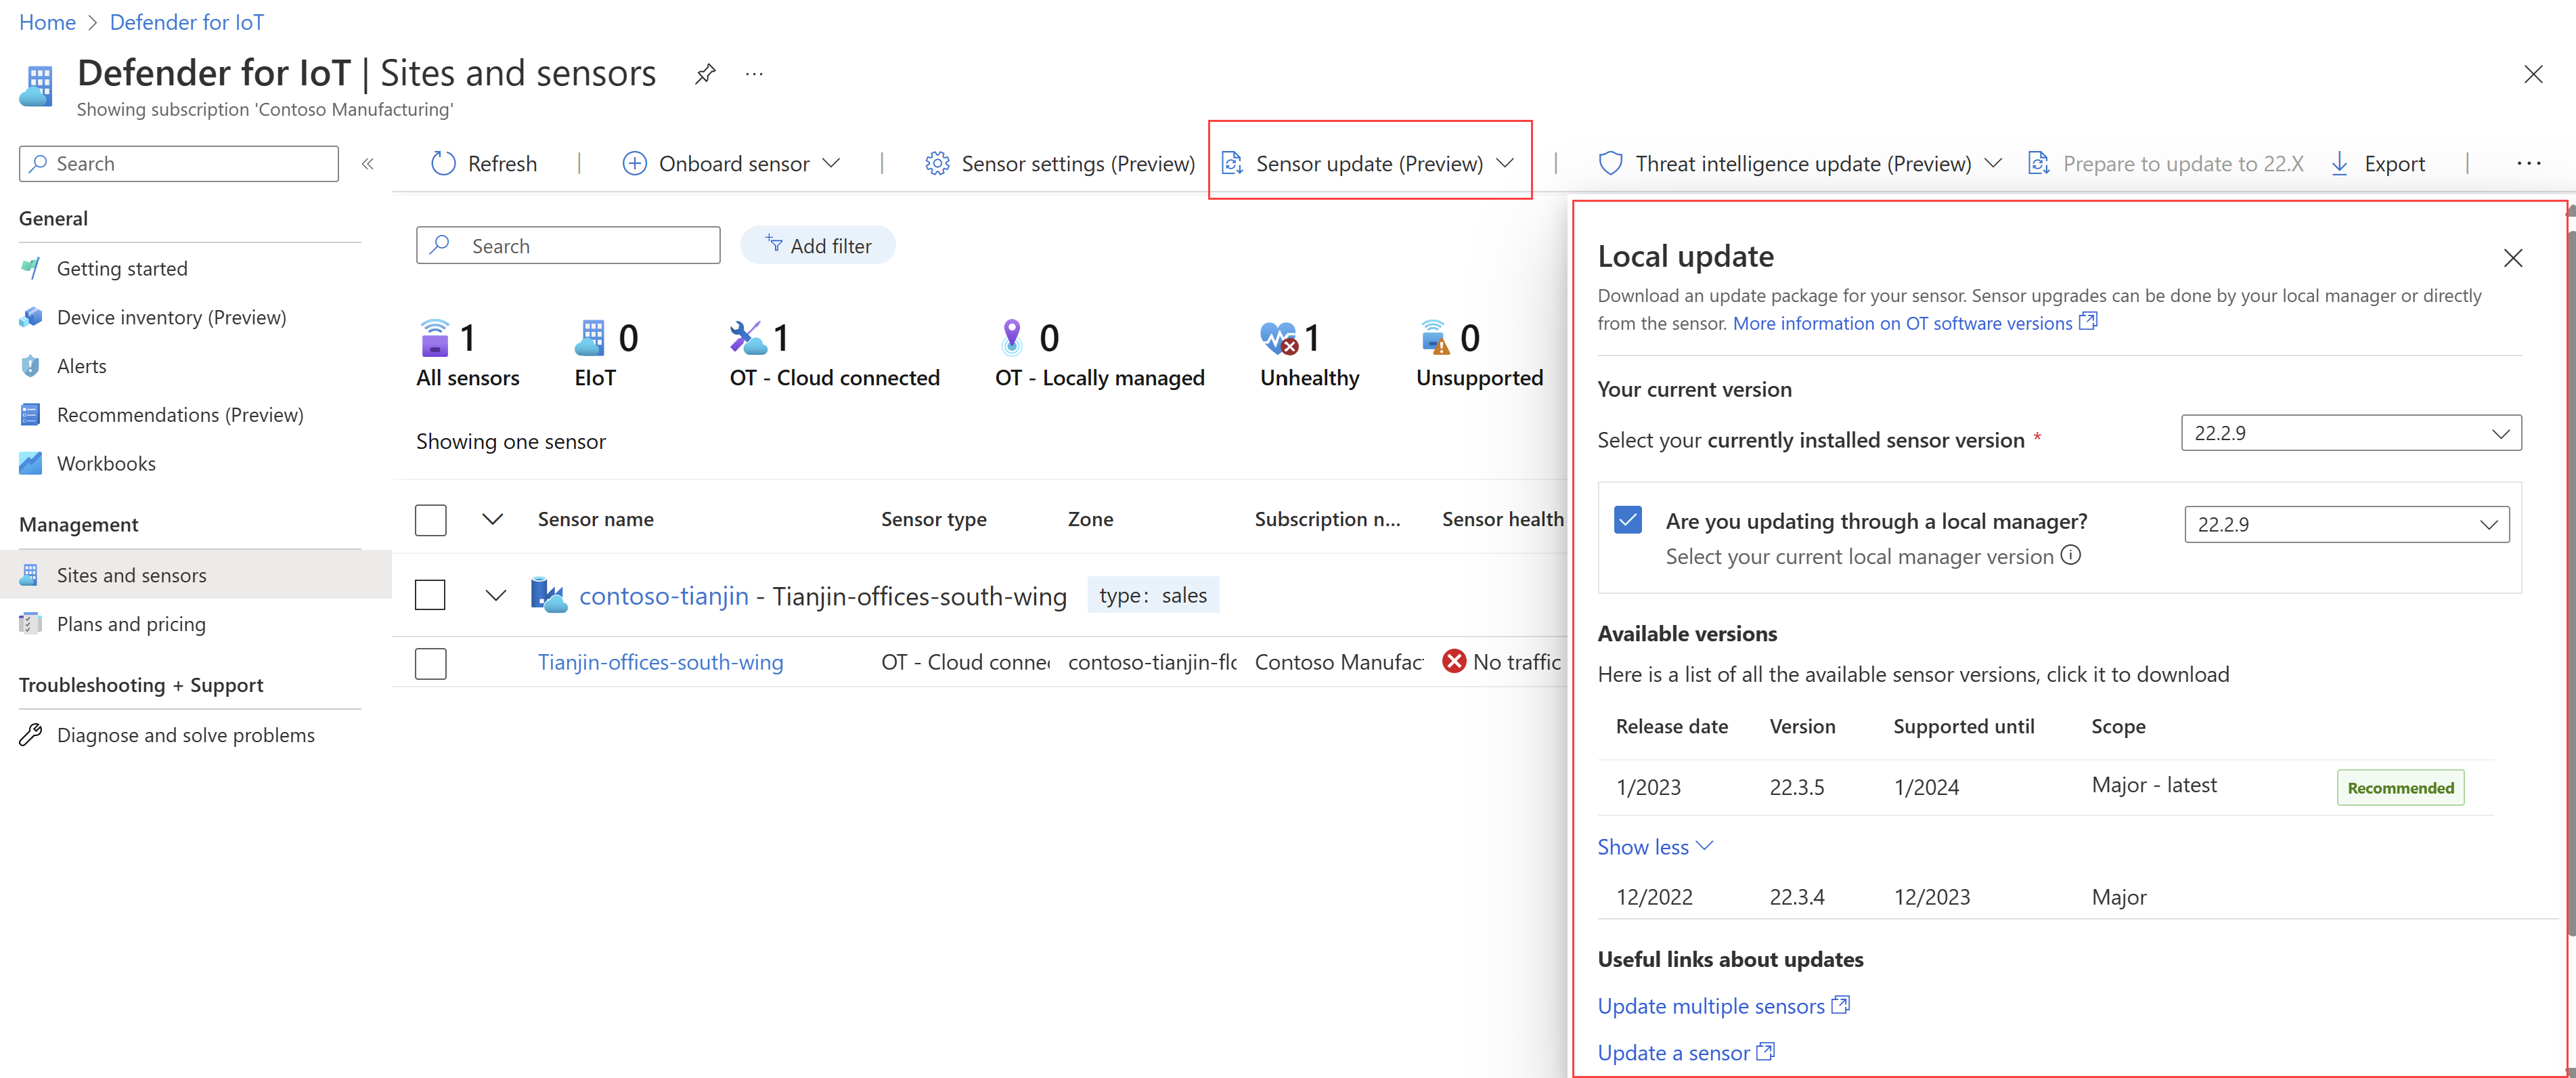 Home > Defender for IoT
Defender for IoT | Sites and sensors
Showing subscription 'Contoso Manufacturing'
Search
Refresh
Onboard sensor
Sensor settings (Preview)
Sensor update (Preview)
Threat intelligence update (Preview)
Prepare to update to 22.X
Export
General
Getting started
Device inventory (Preview)
Alerts
Recommendations (Preview)
Workbooks
Management
Sites and sensors
Plans and pricing
Troubleshooting + Support
Diagnose and solve problems
Search
Add filter
1 All sensors
0 EIoT
1 OT - Cloud connected
0 OT - Locally managed
1 Unhealthy
0 Unsupported
Showing one sensor
Sensor name Sensor type Zone Subscription n... Sensor health
contoso-tianjin - Tianjin-offices-south-wing type: sales
Tianjin-offices-south-wing OT - Cloud connec contoso-tianjin-flo Contoso Manufact No traffic
Local update
Download an update package for your sensor. Sensor upgrades can be done by your local manager or directly
from the sensor. More information on OT software versions
Your current version
Select your currently installed sensor version * 22.2.9
Are you updating through a local manager? 22.2.9
Select your current local manager version
Available versions
Here is a list of all the available sensor versions, click it to download
Release date Version Supported until Scope
1/2023 22.3.5 1/2024 Major - latest Recommended
Show less
12/2022 22.3.4 12/2023 Major
Useful links about updates
Update multiple sensors
Update a sensor